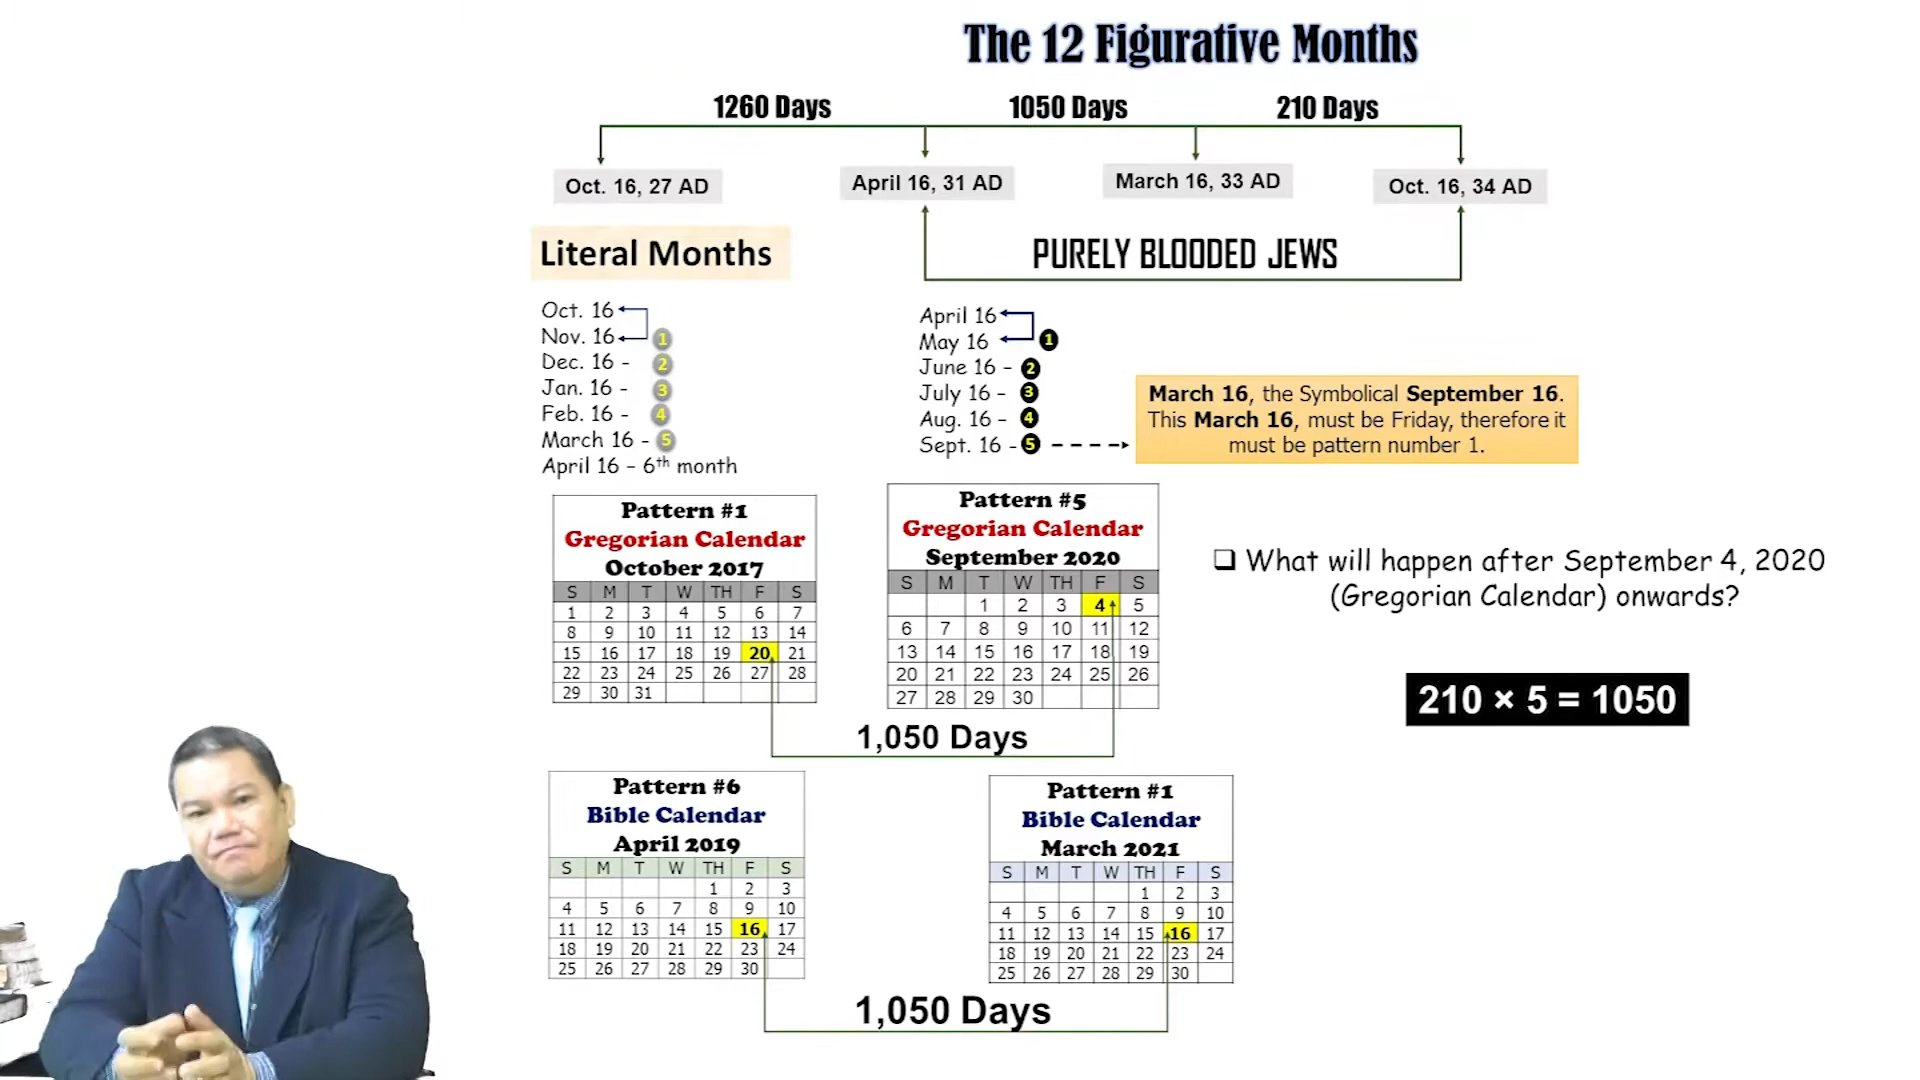 The 12 Figurative Months
1260 Days 1050 Days 210 Days
Oct. 16, 27 AD April 16, 31 AD March 16, 33 AD Oct. 16, 34 AD
Literal Months
PURELY BLOODED JEWS
Oct. 16
Nov. 16 1
Dec. 16 - 2
Jan. 16 - 3
Feb. 16 - 4
March 16 - 5
April 16 – 6th month
April 16
May 16 1
June 16 - 2
July 16 - 3
Aug. 16 - 4
Sept. 16 - 5
March 16, the Symbolical September 16.
This March 16, must be Friday, therefore it
must be pattern number 1.
Pattern #1
Gregorian Calendar
October 2017
S M T W TH F S
1 2 3 4 5 6 7
8 9 10 11 12 13 14
15 16 17 18 19 20 21
22 23 24 25 26 27 28
29 30 31
Pattern #5
Gregorian Calendar
September 2020
S M T W TH F S
1 2 3 4 5
6 7 8 9 10 11 12
13 14 15 16 17 18 19
20 21 22 23 24 25 26
27 28 29 30
1,050 Days
❑ What will happen after September 4, 2020
(Gregorian Calendar) onwards?
210 × 5 = 1050
Pattern #6
Bible Calendar
April 2019
S M T W TH F S
1 2 3
4 5 6 7 8 9 10
11 12 13 14 15 16 17
18 19 20 21 22 23 24
25 26 27 28 29 30
Pattern #1
Bible Calendar
March 2021
S M T W TH F S
1 2 3
4 5 6 7 8 9 10
11 12 13 14 15 16 17
18 19 20 21 22 23 24
25 26 27 28 29 30
1,050 Days